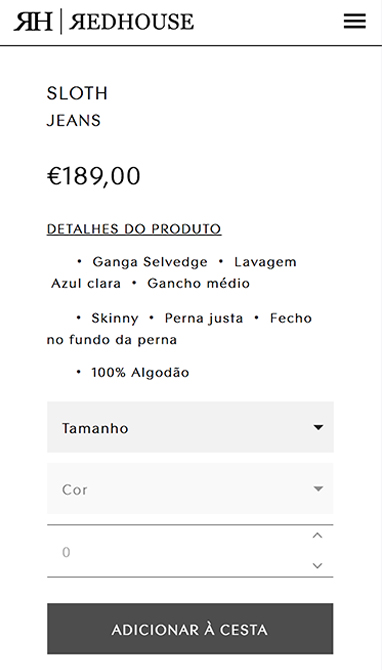 ЯH | ЯEDHOUSE
SLOTH
JEANS
€189,00
DETALHES DO PRODUTO
• Ganga Selvedge • Lavagem
Azul clara • Gancho médio
• Skinny • Perna justa • Fecho
no fundo da perna
• 100% Algodão
Tamanho
Cor
0
ADICIONAR À CESTA